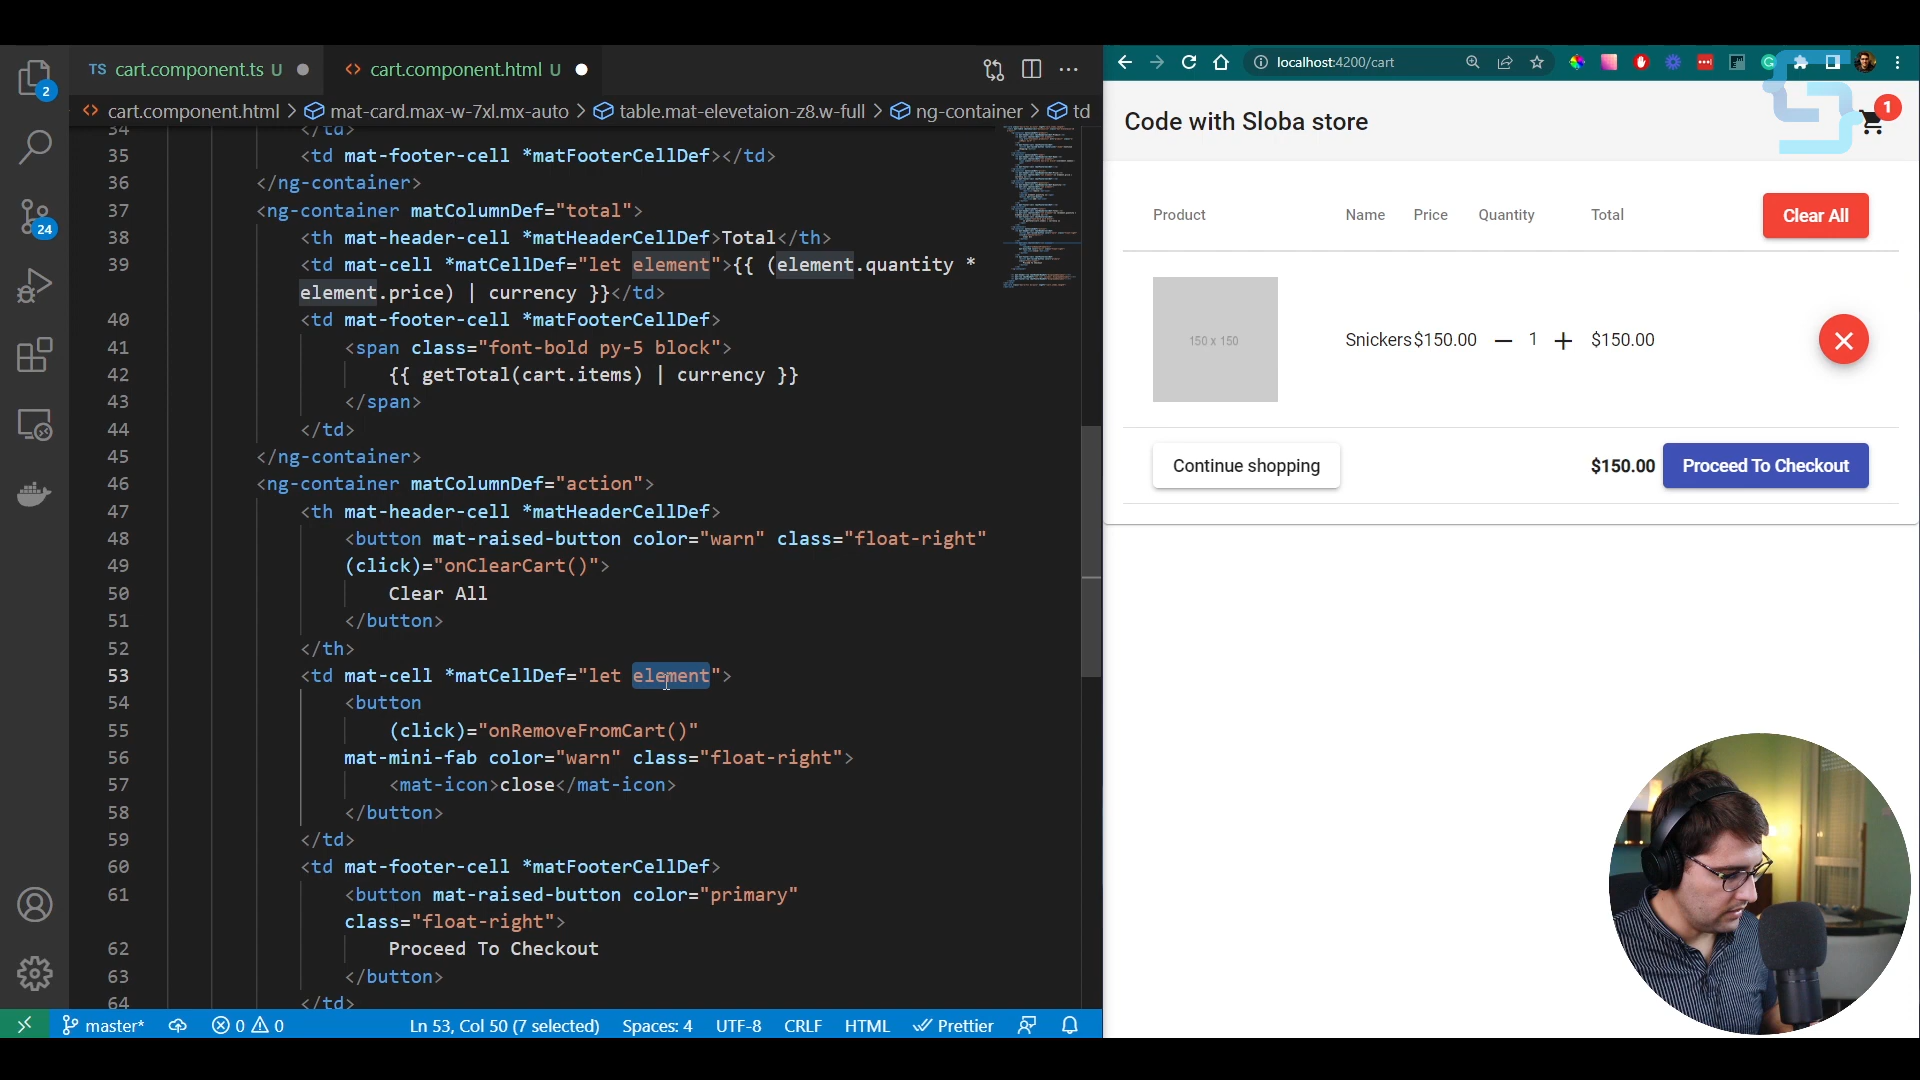 TS cart.component.ts U
<> cart.component.html U
<> cart.component.html > mat-card.max-w-7xl.mx-auto > table.mat-elevetaion-z8.w-full > ng-container > td
34 </td>
35 <td mat-footer-cell *matFooterCellDef></td>
36 </ng-container>
37 <ng-container matColumnDef="total">
38 <th mat-header-cell *matHeaderCellDef>Total</th>
39 <td mat-cell *matCellDef="let element">{{ (element.quantity *
element.price) | currency }}</td>
40 <td mat-footer-cell *matFooterCellDef>
41 <span class="font-bold py-5 block">
42 {{ getTotal(cart.items) | currency }}
43 </span>
44 </td>
45 </ng-container>
46 <ng-container matColumnDef="action">
47 <th mat-header-cell *matHeaderCellDef>
48 <button mat-raised-button color="warn" class="float-right"
49 (click)="onClearCart()">
50 Clear All
51 </button>
52 </th>
53 <td mat-cell *matCellDef="let element">
54 <button
55 (click)="onRemoveFromCart()"
56 mat-mini-fab color="warn" class="float-right">
57 <mat-icon>close</mat-icon>
58 </button>
59 </td>
60 <td mat-footer-cell *matFooterCellDef>
61 <button mat-raised-button color="primary"
class="float-right">
62 Proceed To Checkout
63 </button>
64 </td>
2
24
master* 0 0 Ln 53, Col 50 (7 selected) Spaces: 4 UTF-8 CRLF HTML Prettier
localhost:4200/cart
Code with Sloba store
1
Product Name Price Quantity Total Clear All
150 x 150
Snickers $150.00 1 $150.00
Continue shopping $150.00 Proceed To Checkout